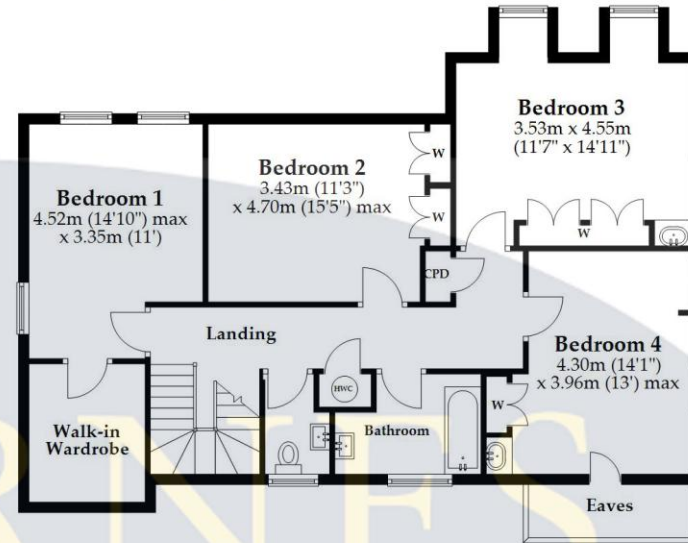 Bedroom 3
3.53m x 4.55m
(11'7" x 14'11")
Bedroom 2
3.43m (11'3")
x 4.70m (15'5") max
W
W
Bedroom 1
4.52m (14'10") max
x 3.35m (11')
W
CPD
Landing
Bedroom 4
4.30m (14'1")
x 3.96m (13') max
HWC
W
Walk-in
Wardrobe
Bathroom
Eaves
RNES